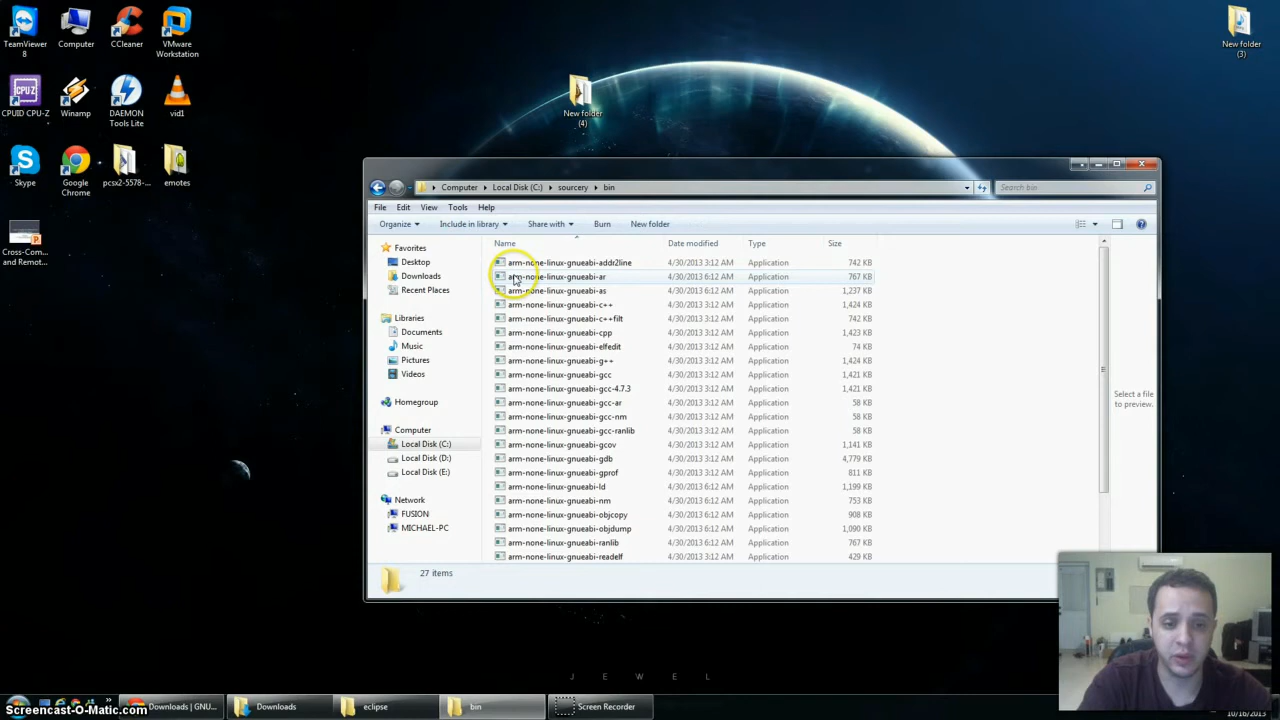 TeamViewer 8
Computer
CCleaner
VMware Workstation
CPUID CPU-Z
Winamp
DAEMON Tools Lite
vid1
Skype
Google Chrome
pcsx2-5578-...
emotes
Cross-Com... and Remot...
New folder (4)
New folder (3)
Computer Local Disk (C:) sourcery bin
Search bin
File Edit View Tools Help
Organize Include in library Share with Burn New folder
Name Date modified Type Size
Favorites
Desktop
Downloads
Recent Places
Libraries
Documents
Music
Pictures
Videos
Homegroup
Computer
Local Disk (C:)
Local Disk (D:)
Local Disk (E:)
Network
FUSION
MICHAEL-PC
arm-none-linux-gnueabi-addr2line 4/30/2013 3:12 AM Application 742 KB
arm-none-linux-gnueabi-ar 4/30/2013 6:12 AM Application 767 KB
arm-none-linux-gnueabi-as 4/30/2013 6:12 AM Application 1,237 KB
arm-none-linux-gnueabi-c++ 4/30/2013 3:12 AM Application 1,424 KB
arm-none-linux-gnueabi-c++filt 4/30/2013 3:12 AM Application 742 KB
arm-none-linux-gnueabi-cpp 4/30/2013 3:12 AM Application 1,423 KB
arm-none-linux-gnueabi-elfedit 4/30/2013 3:12 AM Application 74 KB
arm-none-linux-gnueabi-g++ 4/30/2013 3:12 AM Application 1,424 KB
arm-none-linux-gnueabi-gcc 4/30/2013 3:12 AM Application 1,421 KB
arm-none-linux-gnueabi-gcc-4.7.3 4/30/2013 3:12 AM Application 1,421 KB
arm-none-linux-gnueabi-gcc-ar 4/30/2013 3:12 AM Application 58 KB
arm-none-linux-gnueabi-gcc-nm 4/30/2013 3:12 AM Application 58 KB
arm-none-linux-gnueabi-gcc-ranlib 4/30/2013 3:12 AM Application 58 KB
arm-none-linux-gnueabi-gcov 4/30/2013 3:12 AM Application 1,141 KB
arm-none-linux-gnueabi-gdb 4/30/2013 3:12 AM Application 4,779 KB
arm-none-linux-gnueabi-gprof 4/30/2013 3:12 AM Application 811 KB
arm-none-linux-gnueabi-ld 4/30/2013 6:12 AM Application 1,199 KB
arm-none-linux-gnueabi-nm 4/30/2013 6:12 AM Application 753 KB
arm-none-linux-gnueabi-objcopy 4/30/2013 6:12 AM Application 908 KB
arm-none-linux-gnueabi-objdump 4/30/2013 6:12 AM Application 1,090 KB
arm-none-linux-gnueabi-ranlib 4/30/2013 6:12 AM Application 767 KB
arm-none-linux-gnueabi-readelf 4/30/2013 3:12 AM Application 429 KB
Select a file to preview.
27 items
J E W E L
Downloads | GNU...
Downloads
eclipse
bin
Screen Recorder
Screencast-O-Matic.com
10/16/2013